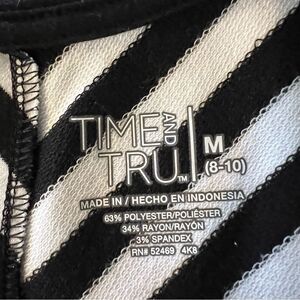 TIME AND
TRU™
M
(8-10)
MADE IN / HECHO EN INDONESIA
63% POLYESTER/POLIÉSTER
34% RAYON/RAYÓN
3% SPANDEX
RN# 52469 4K8